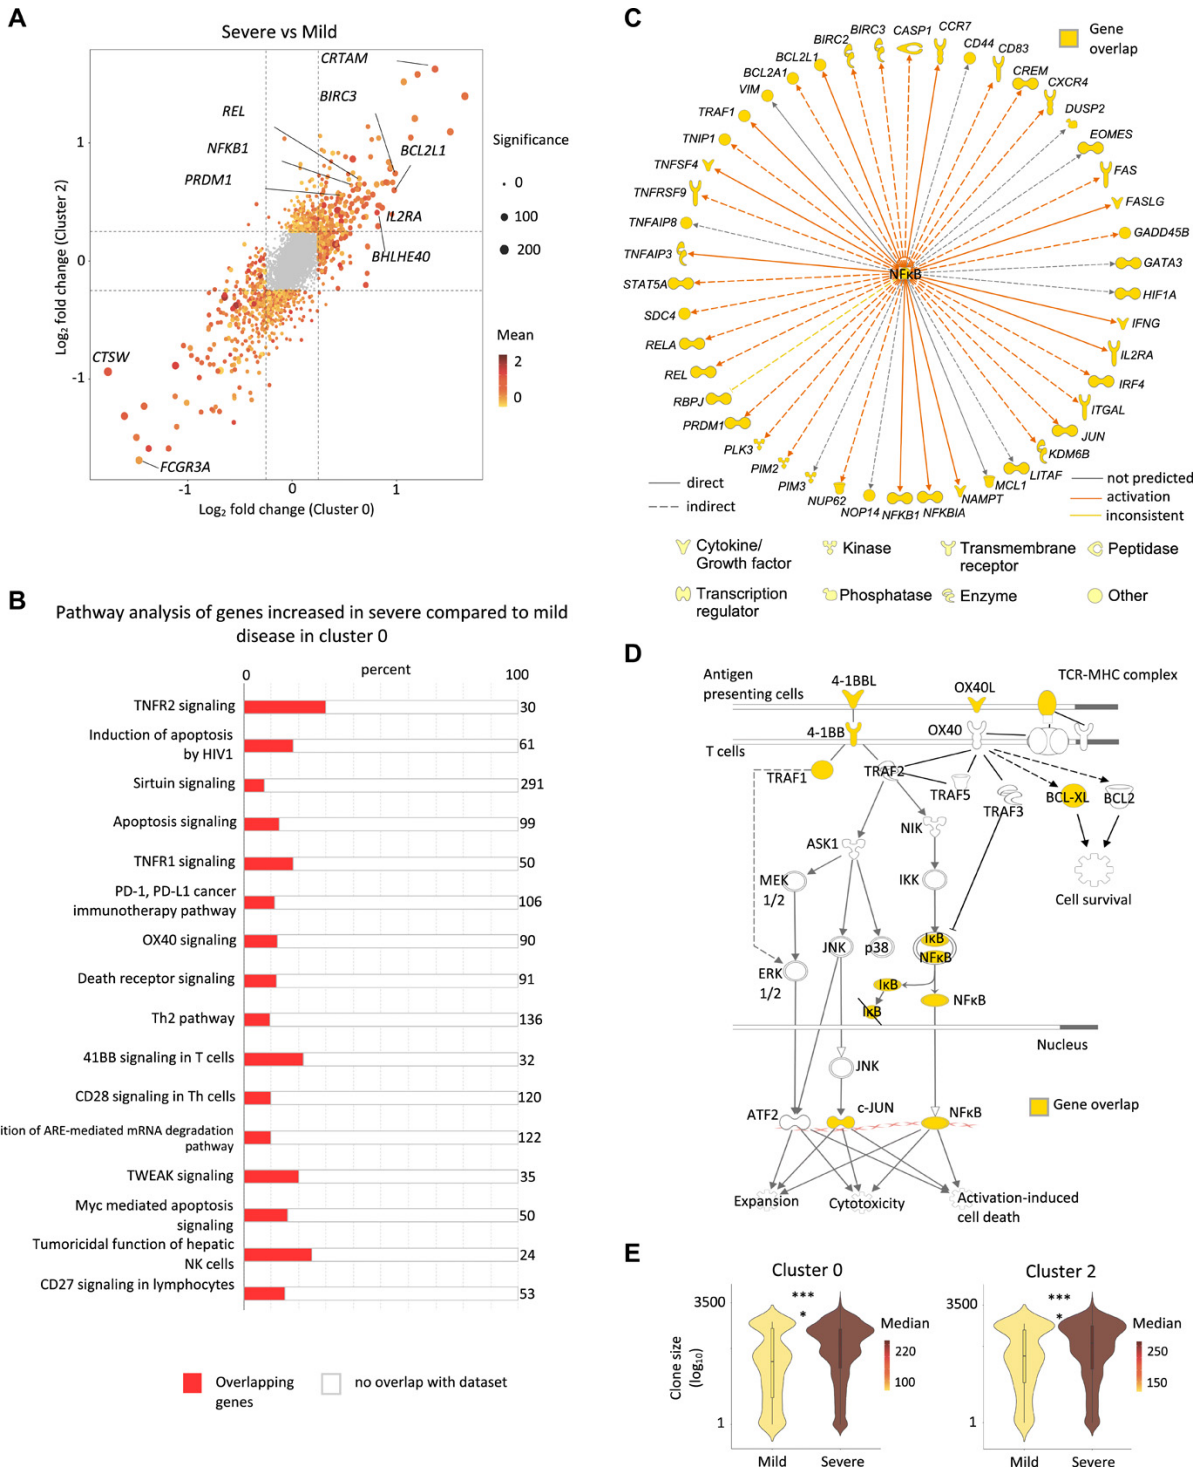 A
Severe vs Mild
CRTAM
BIRC3
REL
NFKB1
BCL2L1
PRDM1
IL2RA
BHLHE40
CTSW
FCGR3A
1
0
-1
-1
0
1
Log2 fold change (Cluster 2)
Log2 fold change (Cluster 0)
Significance
0
100
200
Mean
2
0
B
Pathway analysis of genes increased in severe compared to mild
disease in cluster 0
percent
0
100
TNFR2 signaling
30
Induction of apoptosis
by HIV1
61
Sirtuin signaling
291
Apoptosis signaling
99
TNFR1 signaling
50
PD-1, PD-L1 cancer
immunotherapy pathway
106
OX40 signaling
90
Death receptor signaling
91
Th2 pathway
136
41BB signaling in T cells
32
CD28 signaling in Th cells
120
ition of ARE-mediated mRNA degradation
pathway
122
TWEAK signaling
35
Myc mediated apoptosis
signaling
50
Tumoricidal function of hepatic
NK cells
24
CD27 signaling in lymphocytes
53
Overlapping
genes
no overlap with dataset
C
Gene
overlap
CASP1
CCR7
CD44
CD83
CREM
CXCR4
DUSP2
EOMES
FAS
FASLG
GADD45B
GATA3
HIF1A
IFNG
IL2RA
IRF4
ITGAL
JUN
KDM6B
LITAF
MCL1
NAMPT
NFKBIA
NFKB1
NOP14
NUP62
PIM3
PIM2
PLK3
PRDM1
RBPJ
REL
RELA
SDC4
STAT5A
TNFAIP3
TNFAIP8
TNFRSF9
TNFSF4
TNIP1
TRAF1
VIM
BCL2A1
BCL2L1
BIRC2
BIRC3
NFκB
direct
indirect
not predicted
activation
inconsistent
Cytokine/
Growth factor
Kinase
Transmembrane
receptor
Peptidase
Transcription
regulator
Phosphatase
Enzyme
Other
D
Antigen
presenting cells
4-1BBL
OX40L
TCR-MHC complex
4-1BB
OX40
T cells
TRAF1
TRAF2
TRAF5
TRAF3
BCL-XL
BCL2
NIK
ASK1
MEK
1/2
IKK
Cell survival
JNK
p38
IκB
NFκB
ERK
1/2
IκB
IκB
NFκB
Nucleus
JNK
ATF2
c-JUN
NFκB
Gene overlap
Expansion
Cytotoxicity
Activation-induced
cell death
E
Cluster 0
3500
1
Clone size
(log10)
***
*
Median
220
100
Mild
Severe
Cluster 2
3500
1
***
*
Median
250
150
Mild
Severe